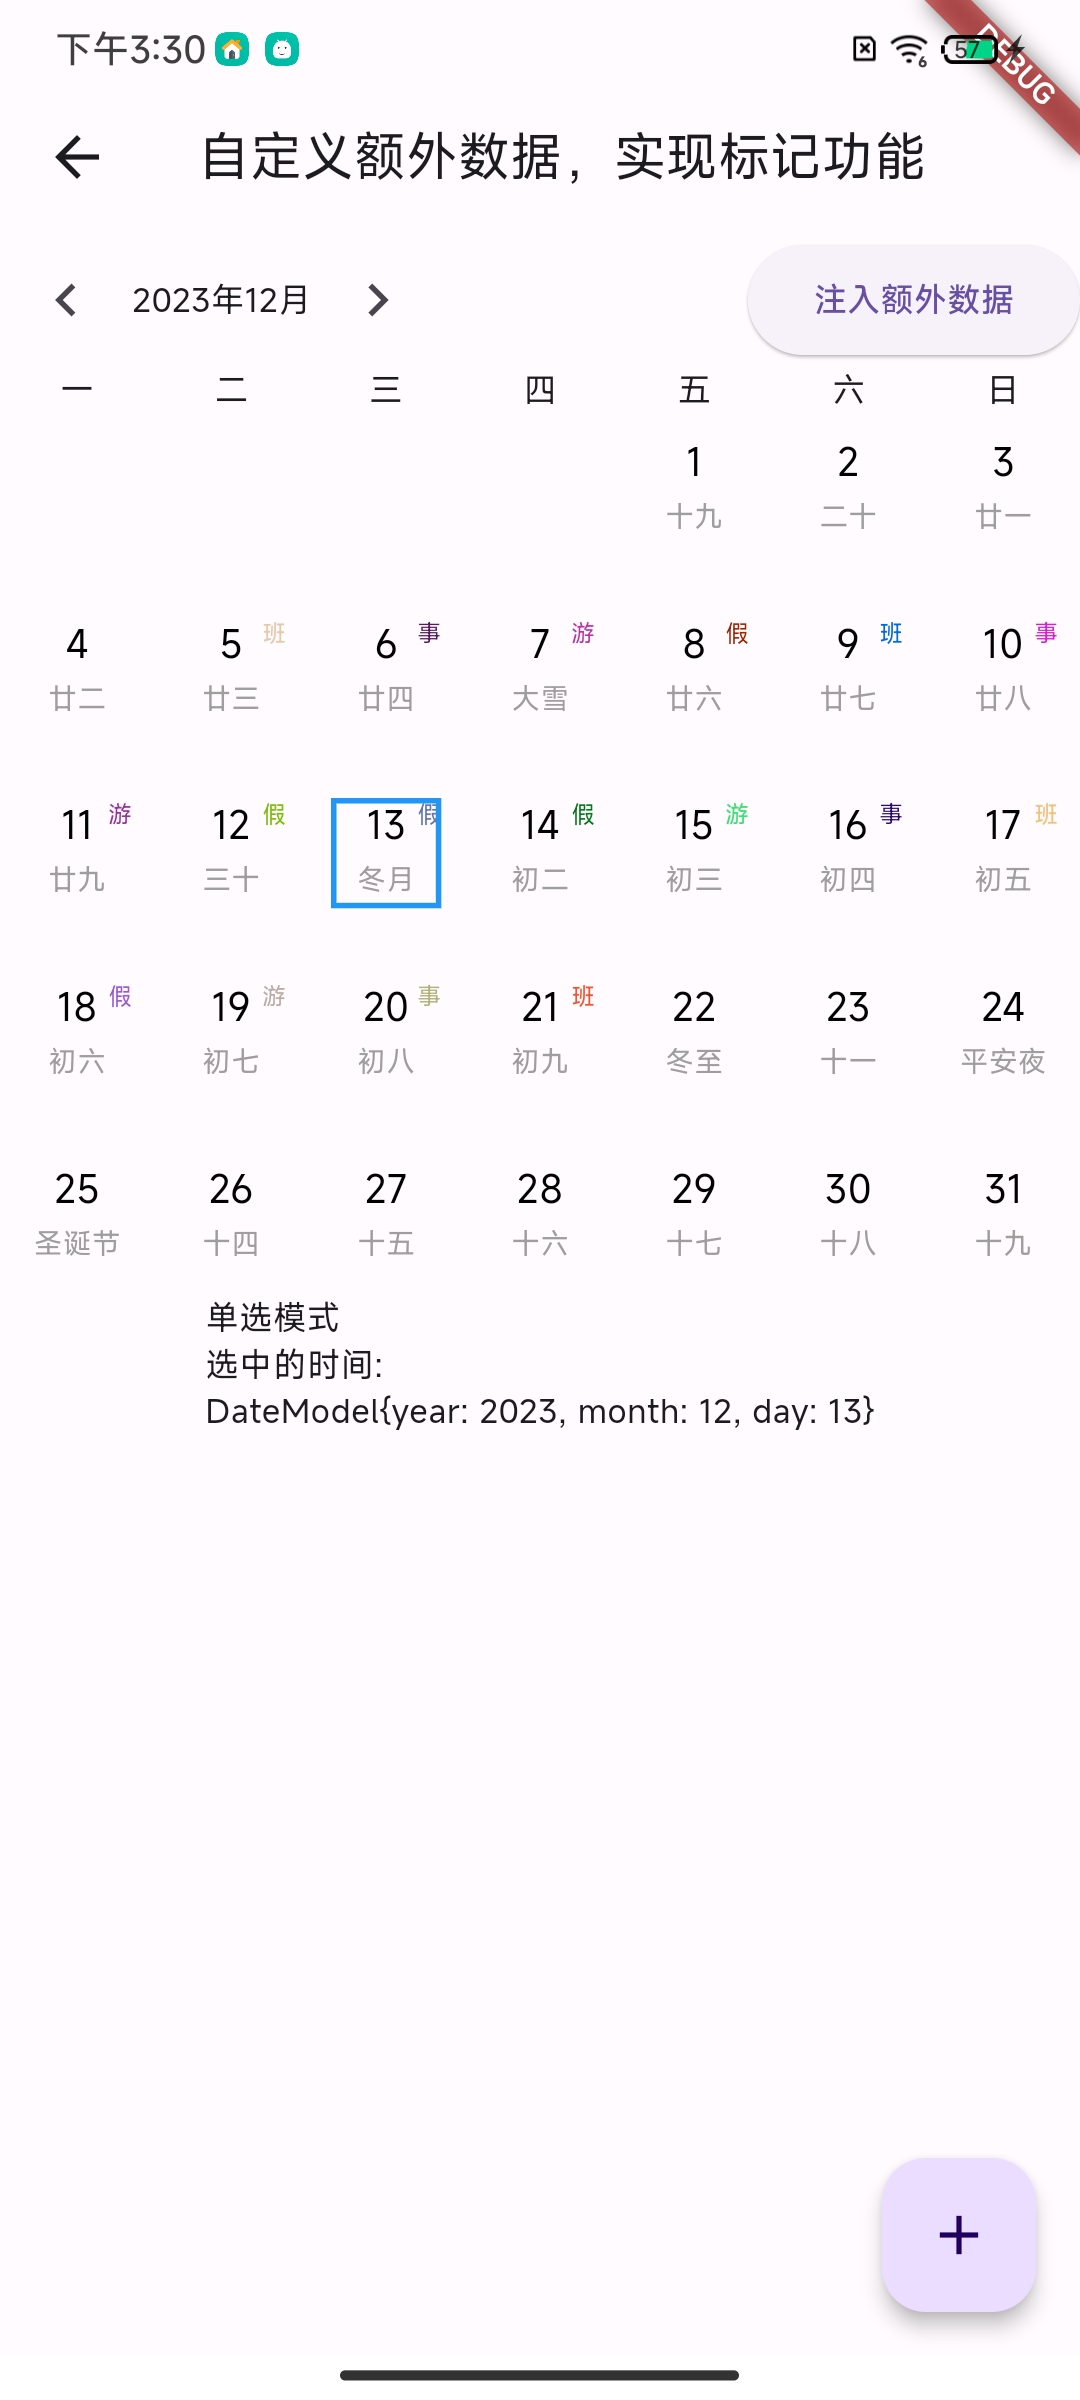 下午3:30
57
DEBUG
自定义额外数据，实现标记功能
2023年12月 注入额外数据
一 二 三 四 五 六 日
1 2 3
十九 二十 廿一
4 5 班 6 事 7 游 8 假 9 班 10 事
廿二 廿三 廿四 大雪 廿六 廿七 廿八
11 游 12 假 13 假 14 假 15 游 16 事 17 班
廿九 三十 冬月 初二 初三 初四 初五
18 假 19 游 20 事 21 班 22 23 24
初六 初七 初八 初九 冬至 十一 平安夜
25 26 27 28 29 30 31
圣诞节 十四 十五 十六 十七 十八 十九
单选模式
选中的时间:
DateModel{year: 2023, month: 12, day: 13}